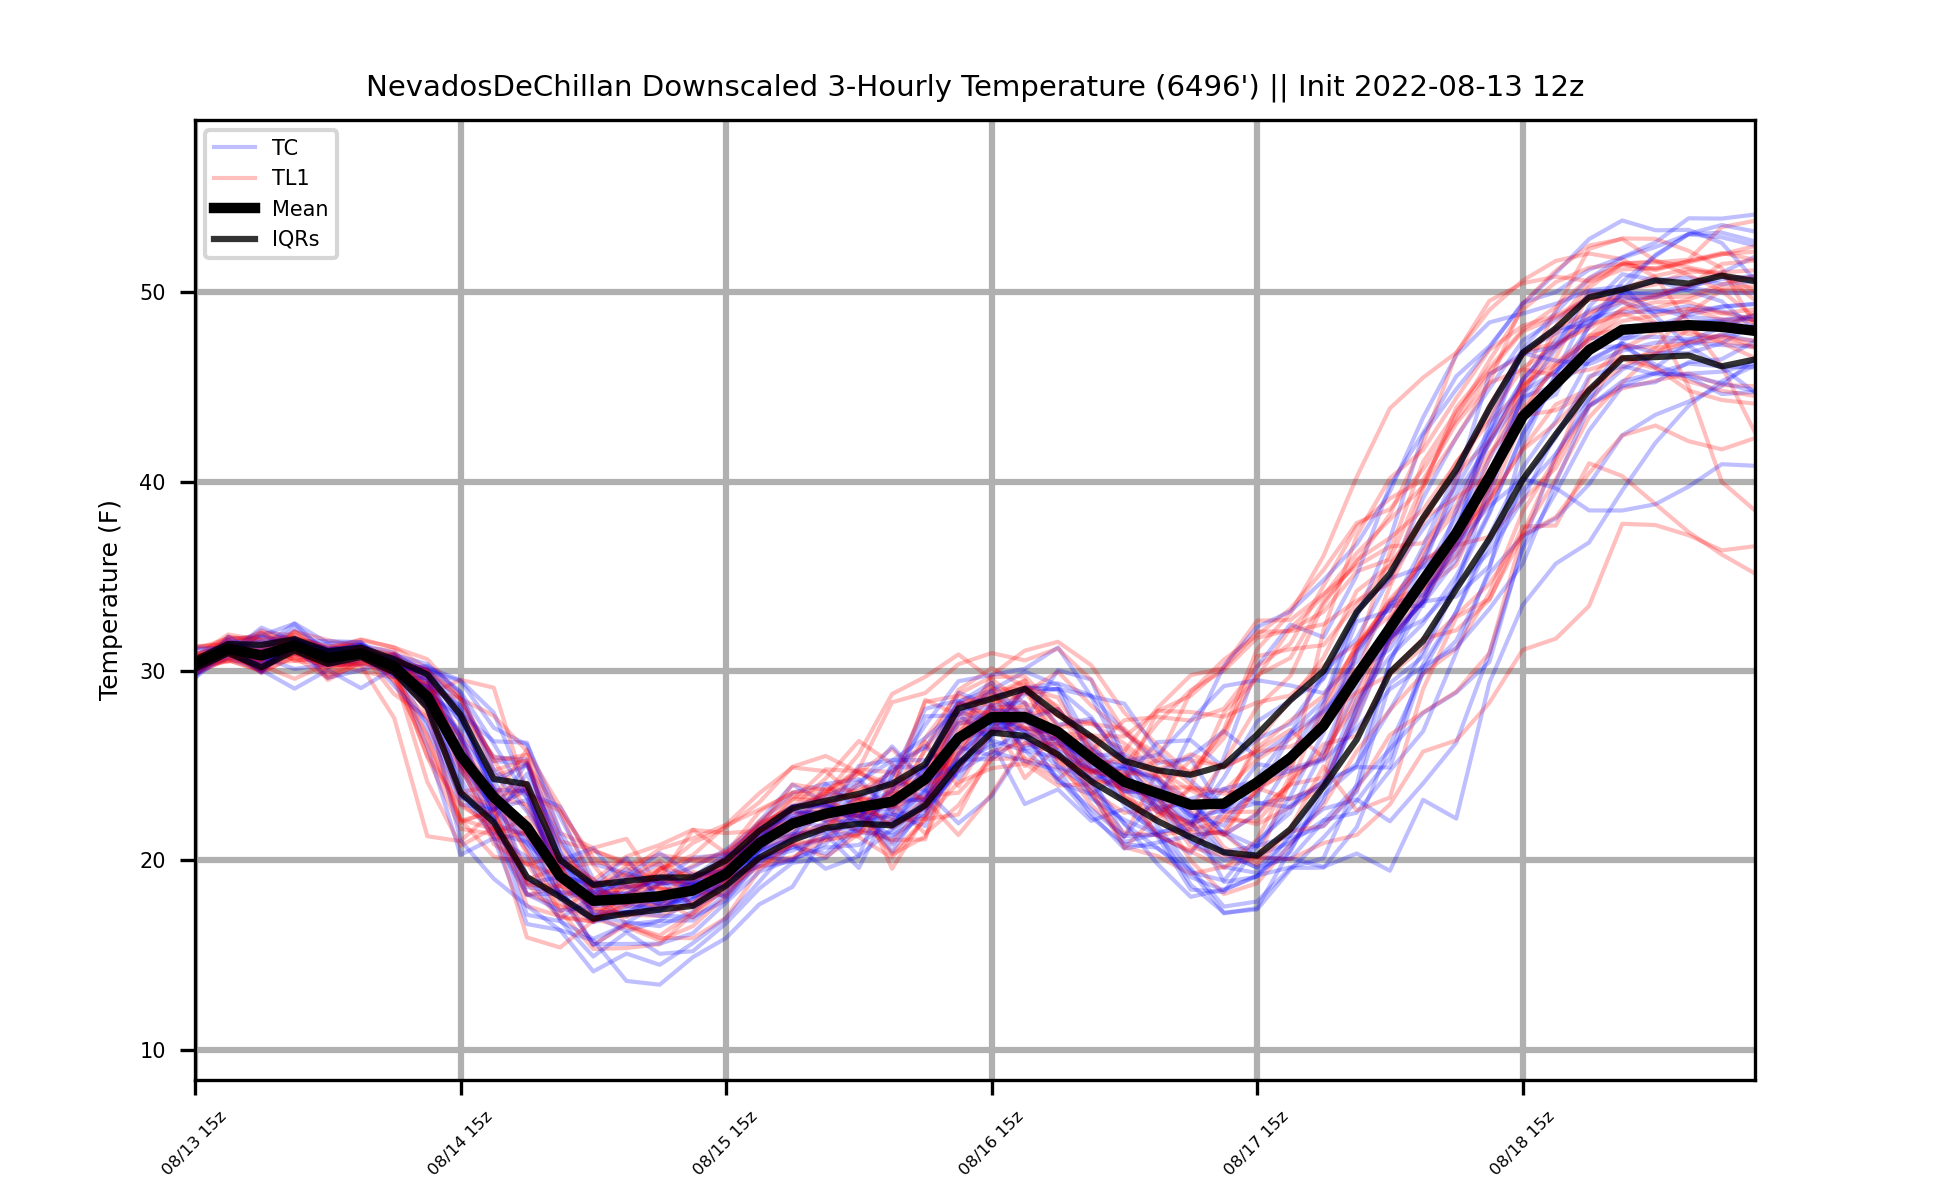 NevadosDeChillan Downscaled 3-Hourly Temperature (6496') || Init 2022-08-13 12z
TC
TL1
Mean
IQRs
Temperature (F)
50
40
30
20
10
08/13 15z
08/14 15z
08/15 15z
08/16 15z
08/17 15z
08/18 15z